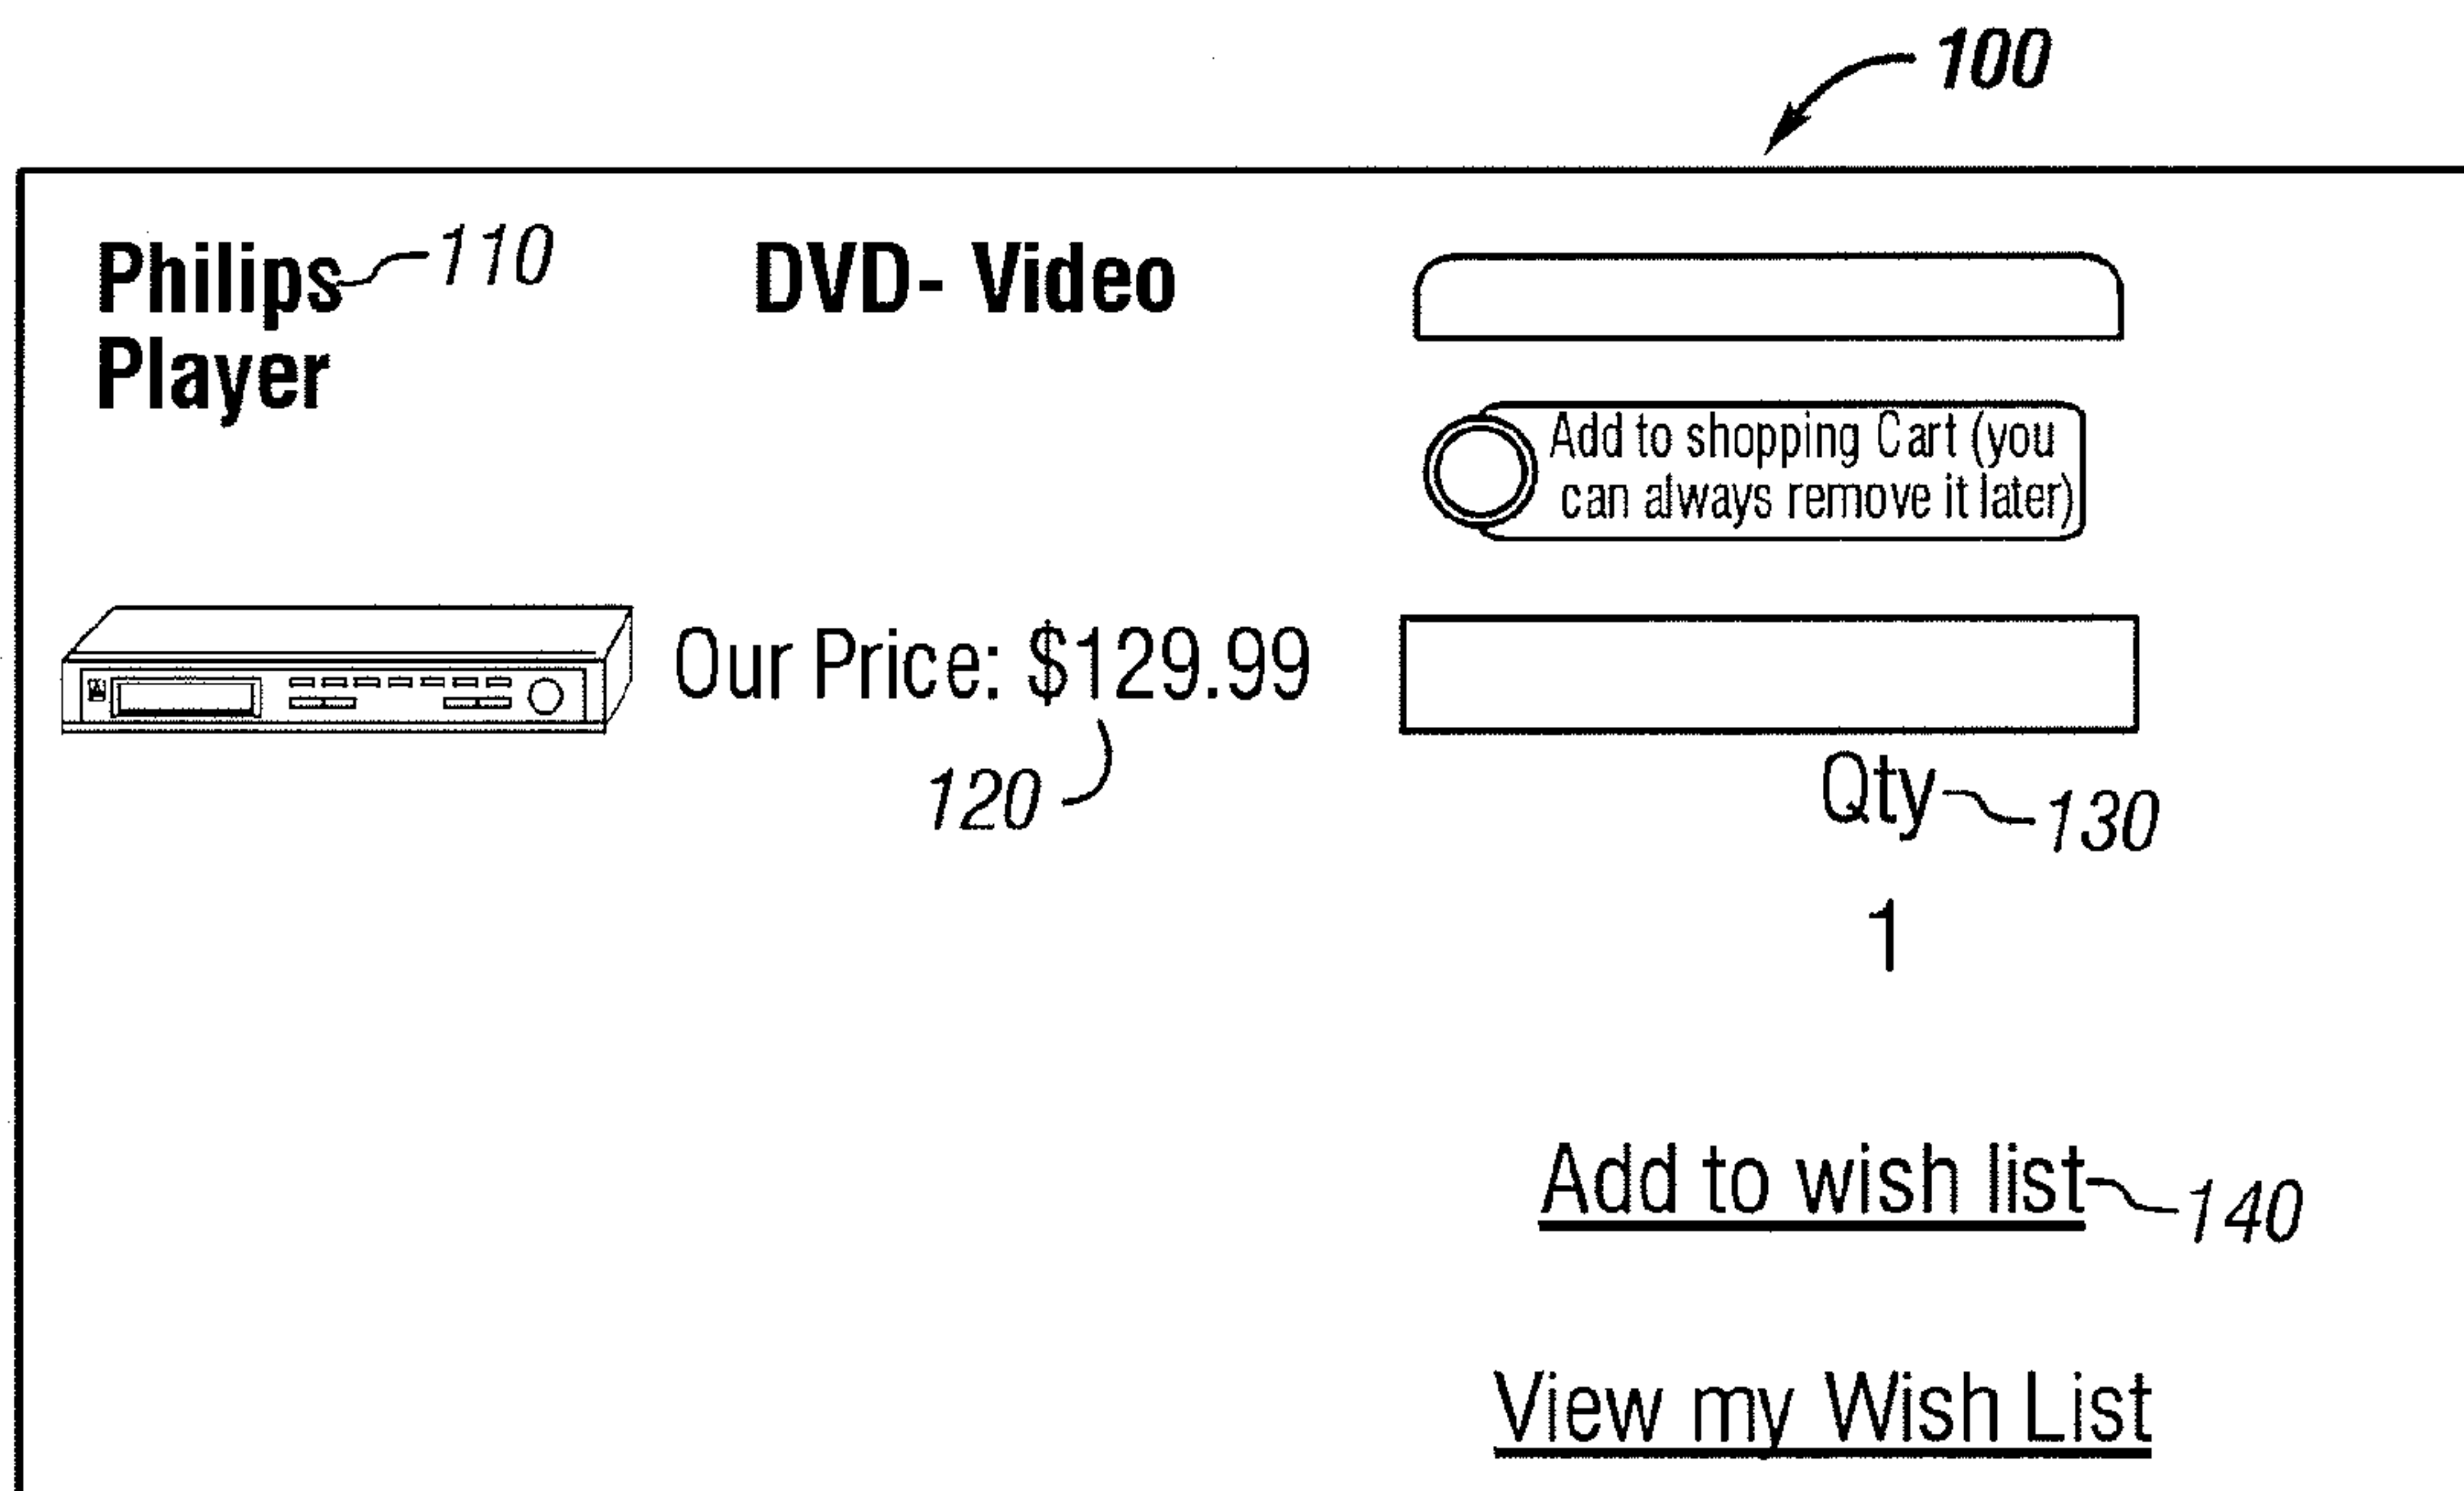 100
Philips 110 DVD- Video
Player
Add to shopping Cart (you
can always remove it later)
Our Price: $129.99
120
Qty 130
1
Add to wish list 140
View my Wish List